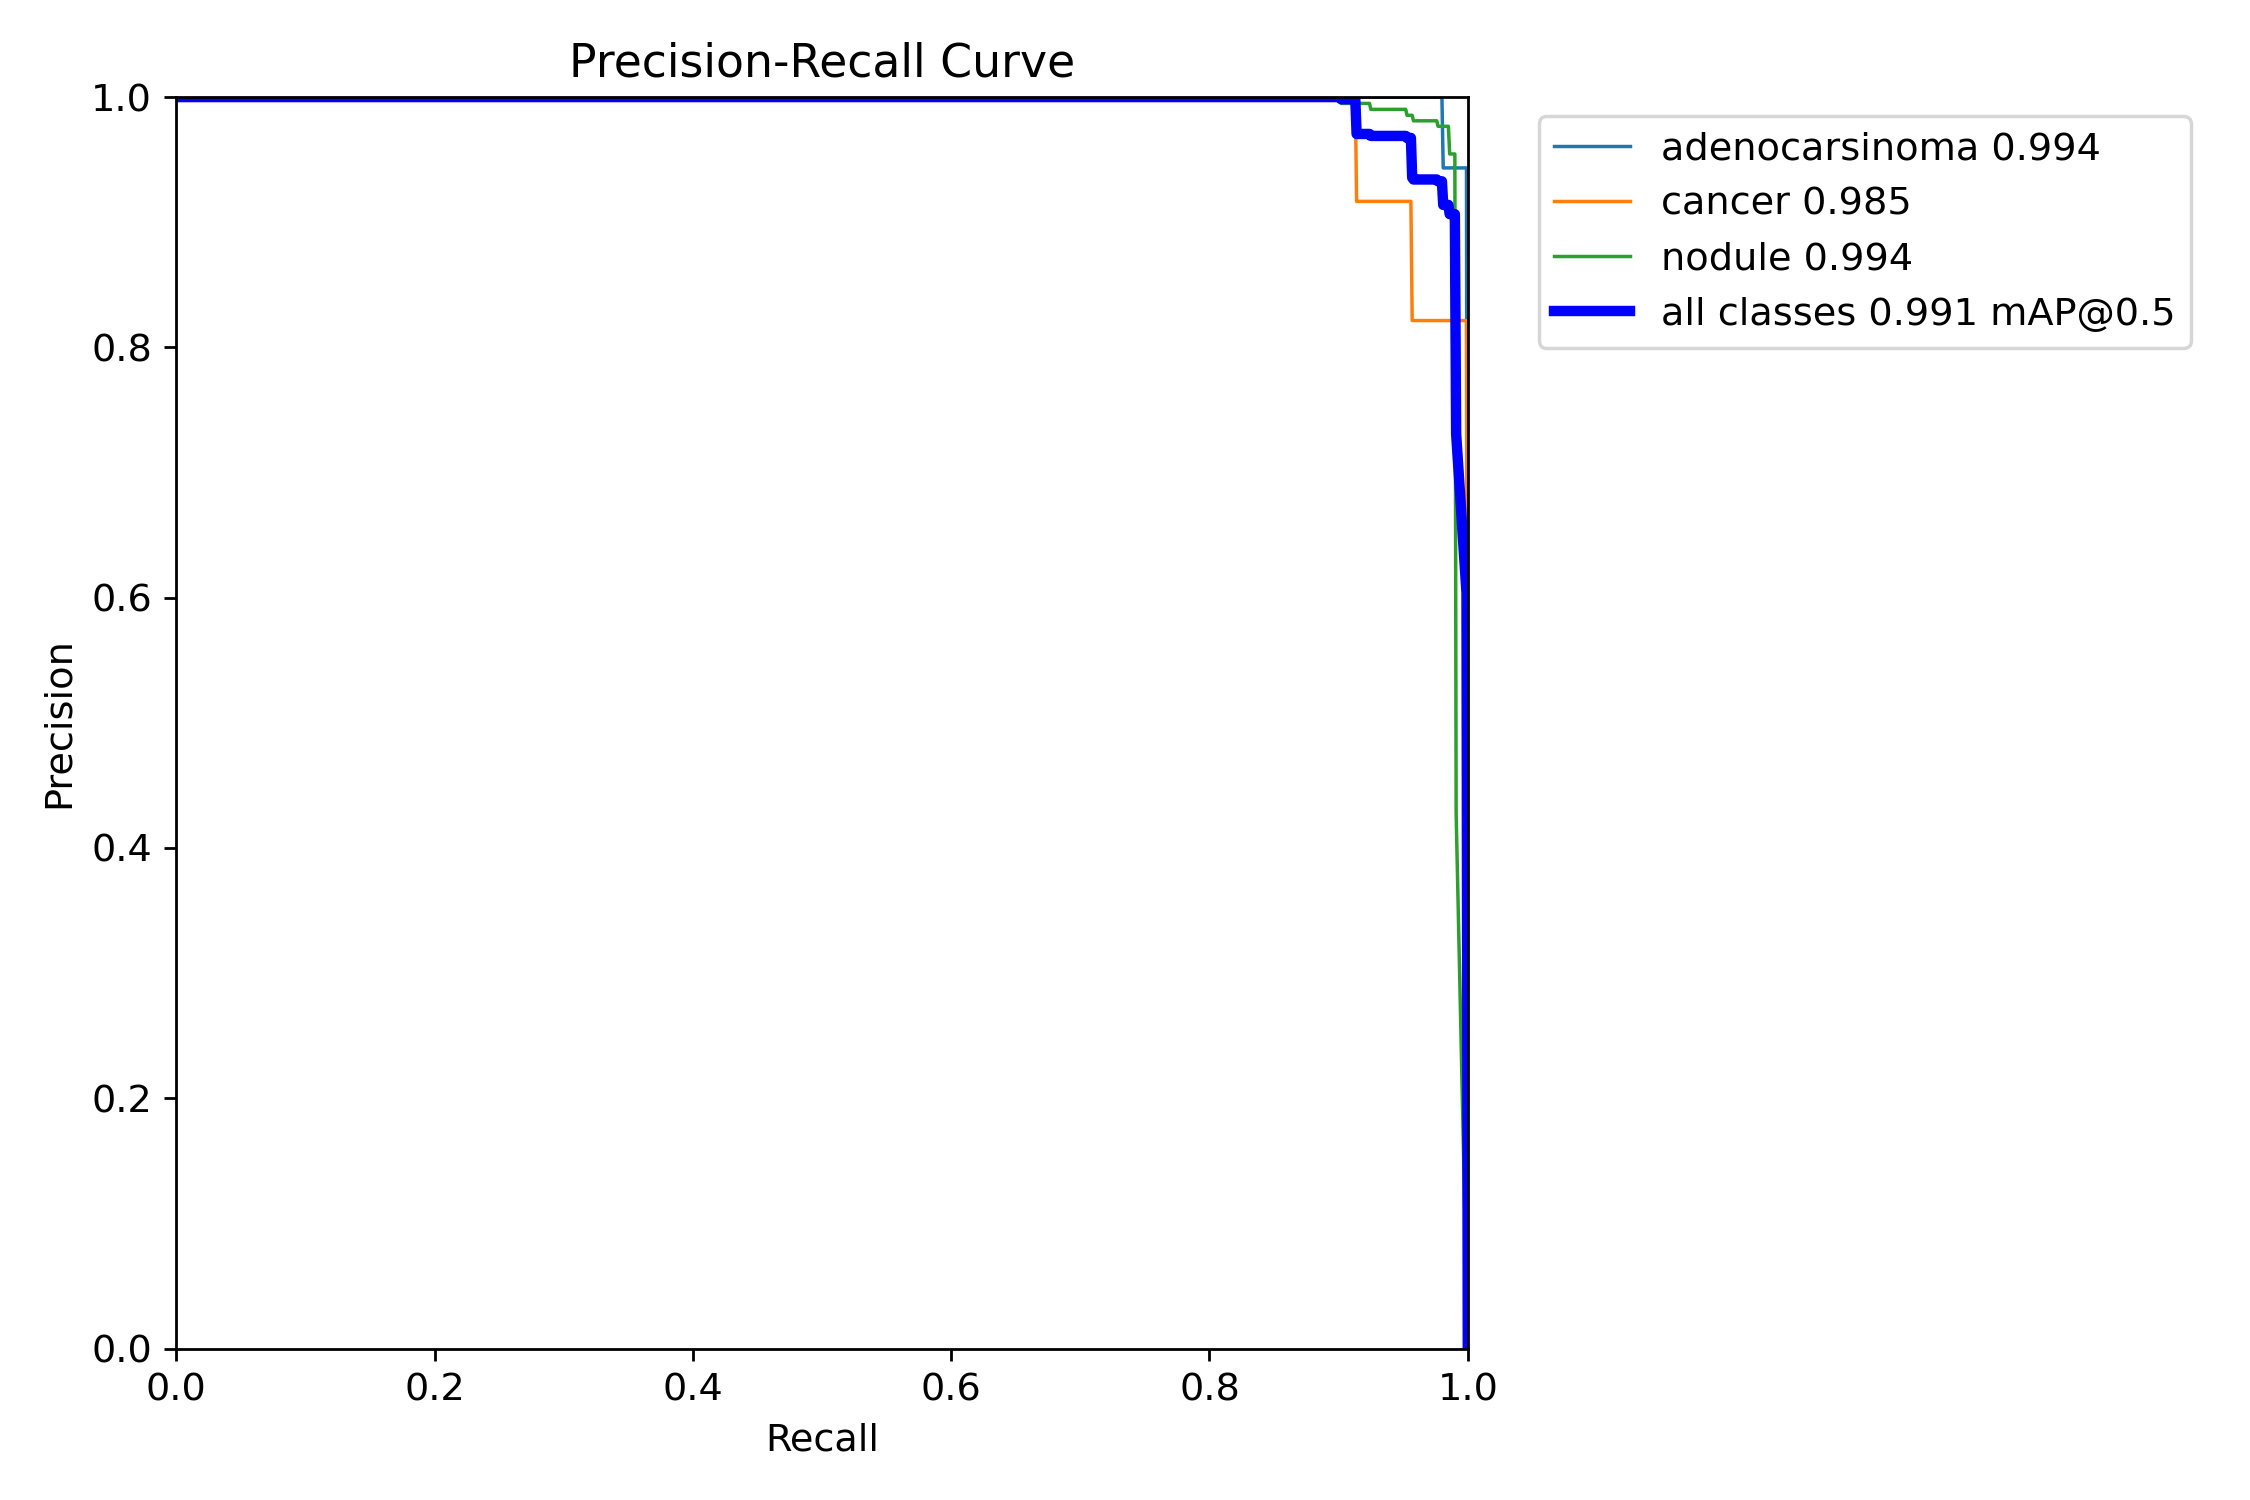 Precision-Recall Curve
adenocarsinoma 0.994
cancer 0.985
nodule 0.994
all classes 0.991 mAP@0.5
1.0
0.8
0.6
0.4
0.2
0.0
Precision
0.0 0.2 0.4 0.6 0.8 1.0
Recall